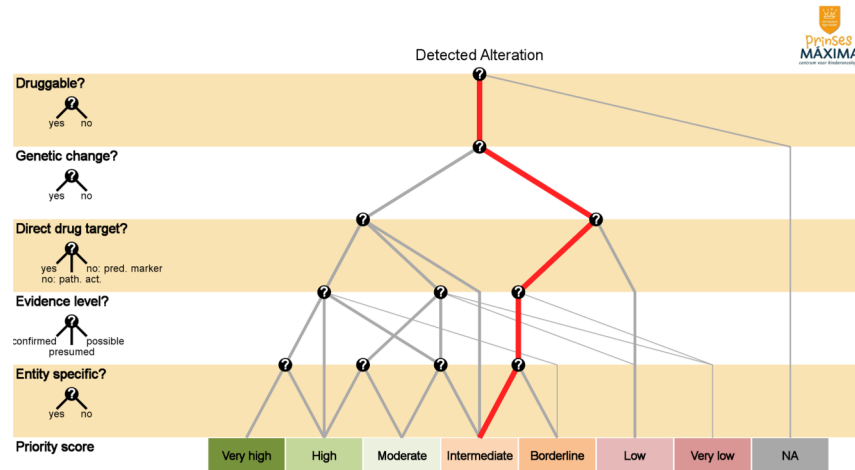 Prinses
MÁXIMA
centrum voor kinderoncologie
Detected Alteration
Druggable?
?
?
yes no
Genetic change?
?
?
yes no
Direct drug target?
?
?
?
yes no: pred. marker
no: path. act.
Evidence level?
?
?
?
?
confirmed possible
presumed
Entity specific?
?
?
?
?
?
yes no
Priority score
Very high High Moderate Intermediate Borderline Low Very low NA